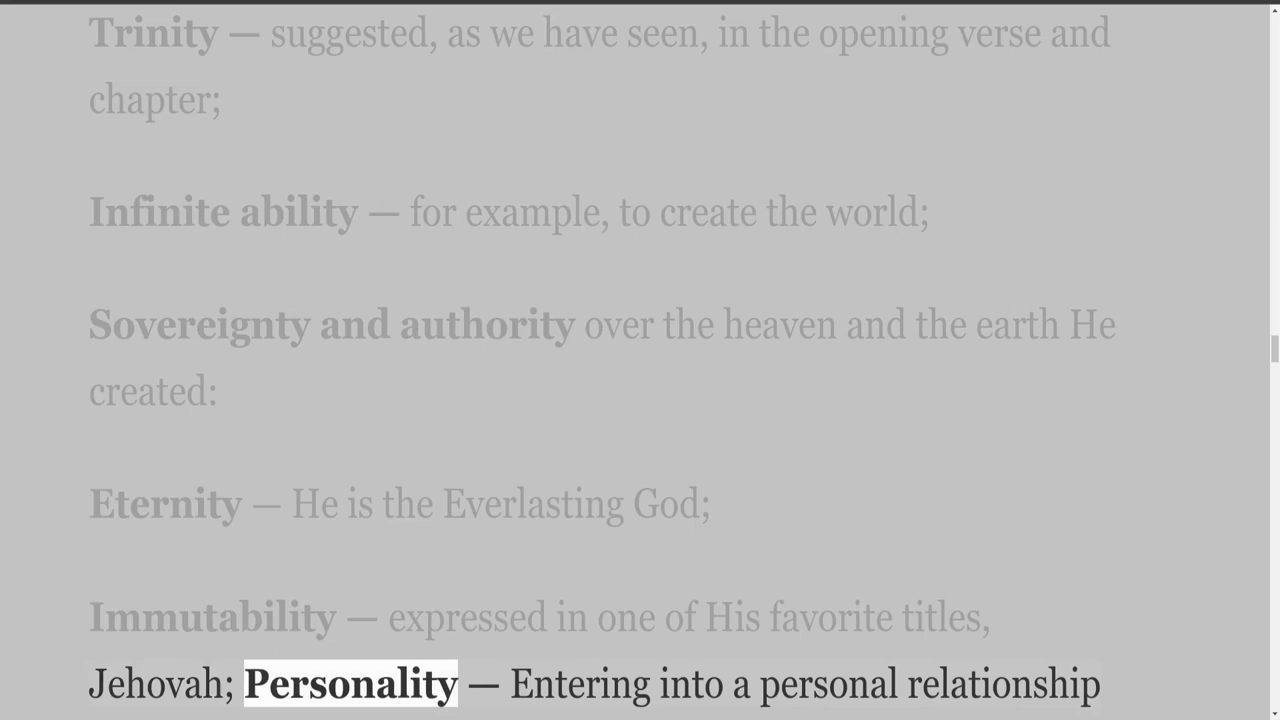 Trinity — suggested, as we have seen, in the opening verse and
chapter;
Infinite ability — for example, to create the world;
Sovereignty and authority over the heaven and the earth He
created:
Eternity — He is the Everlasting God;
Immutability — expressed in one of His favorite titles,
Jehovah; Personality — Entering into a personal relationship